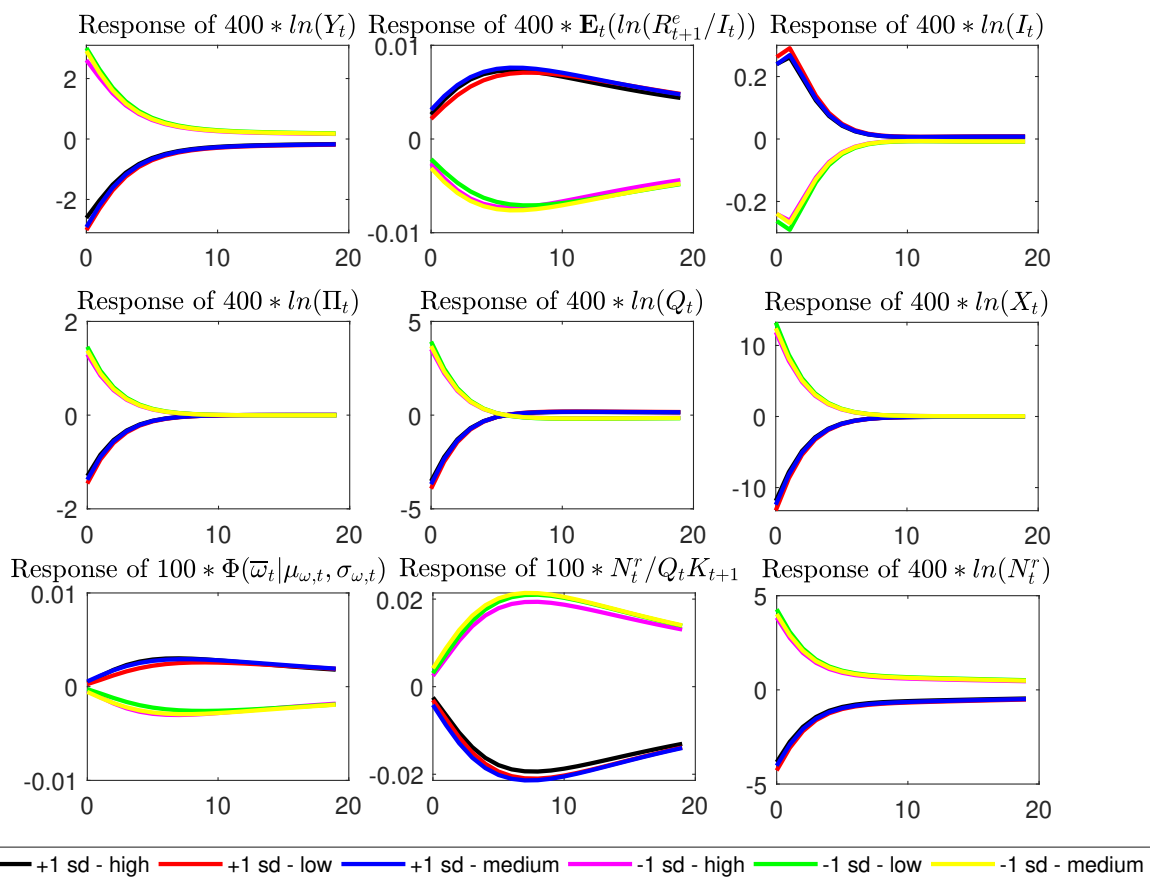 Response of 400 ∗ ln(Y_t)
Response of 400 ∗ E_t(ln(R^e_{t+1}/I_t))
Response of 400 ∗ ln(I_t)
2
0
-2
0 10 20
0.01
0
-0.01
0 10 20
0.2
0
-0.2
0 10 20
Response of 400 ∗ ln(Π_t)
Response of 400 ∗ ln(Q_t)
Response of 400 ∗ ln(X_t)
2
0
-2
0 10 20
5
0
-5
0 10 20
10
0
-10
0 10 20
Response of 100 ∗ Φ(ω̅_t|μ_{ω,t}, σ_{ω,t})
Response of 100 ∗ N^r_t/Q_tK_{t+1}
Response of 400 ∗ ln(N^r_t)
0.01
0
-0.01
0 10 20
0.02
0
-0.02
0 10 20
5
0
-5
0 10 20
+1 sd - high +1 sd - low +1 sd - medium -1 sd - high -1 sd - low -1 sd - medium